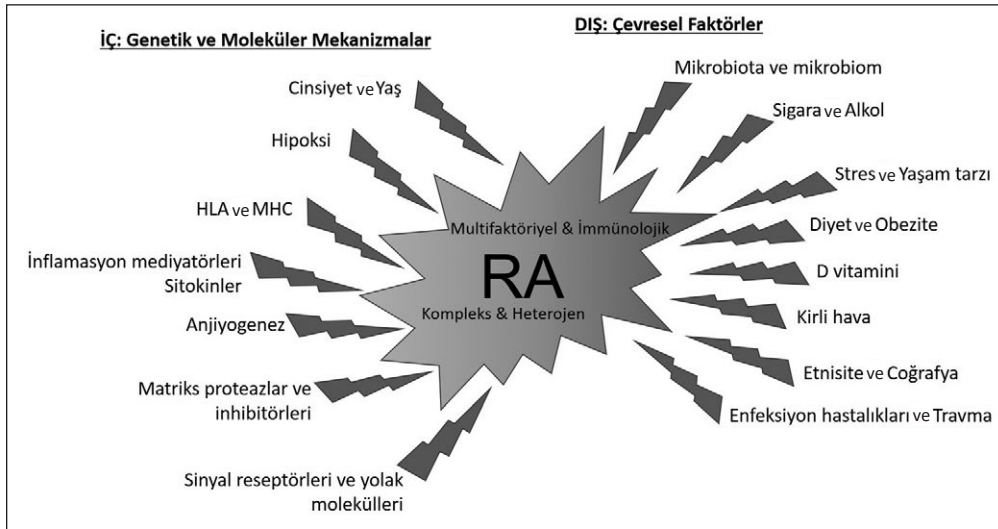 İÇ: Genetik ve Moleküler Mekanizmalar
Cinsiyet ve Yaş
Hipoksi
HLA ve MHC
İnflamasyon mediyatörleri
Sitokinler
Anjiyogenez
Matriks proteazlar ve
inhibitörleri
Sinyal reseptörleri ve yolak
molekülleri
Multifaktöriyel & İmmünolojik
RA
Kompleks & Heterojen
DIŞ: Çevresel Faktörler
Mikrobiota ve mikrobiom
Sigara ve Alkol
Stres ve Yaşam tarzı
Diyet ve Obezite
D vitamini
Kirli hava
Etnisite ve Coğrafya
Enfeksiyon hastalıkları ve Travma